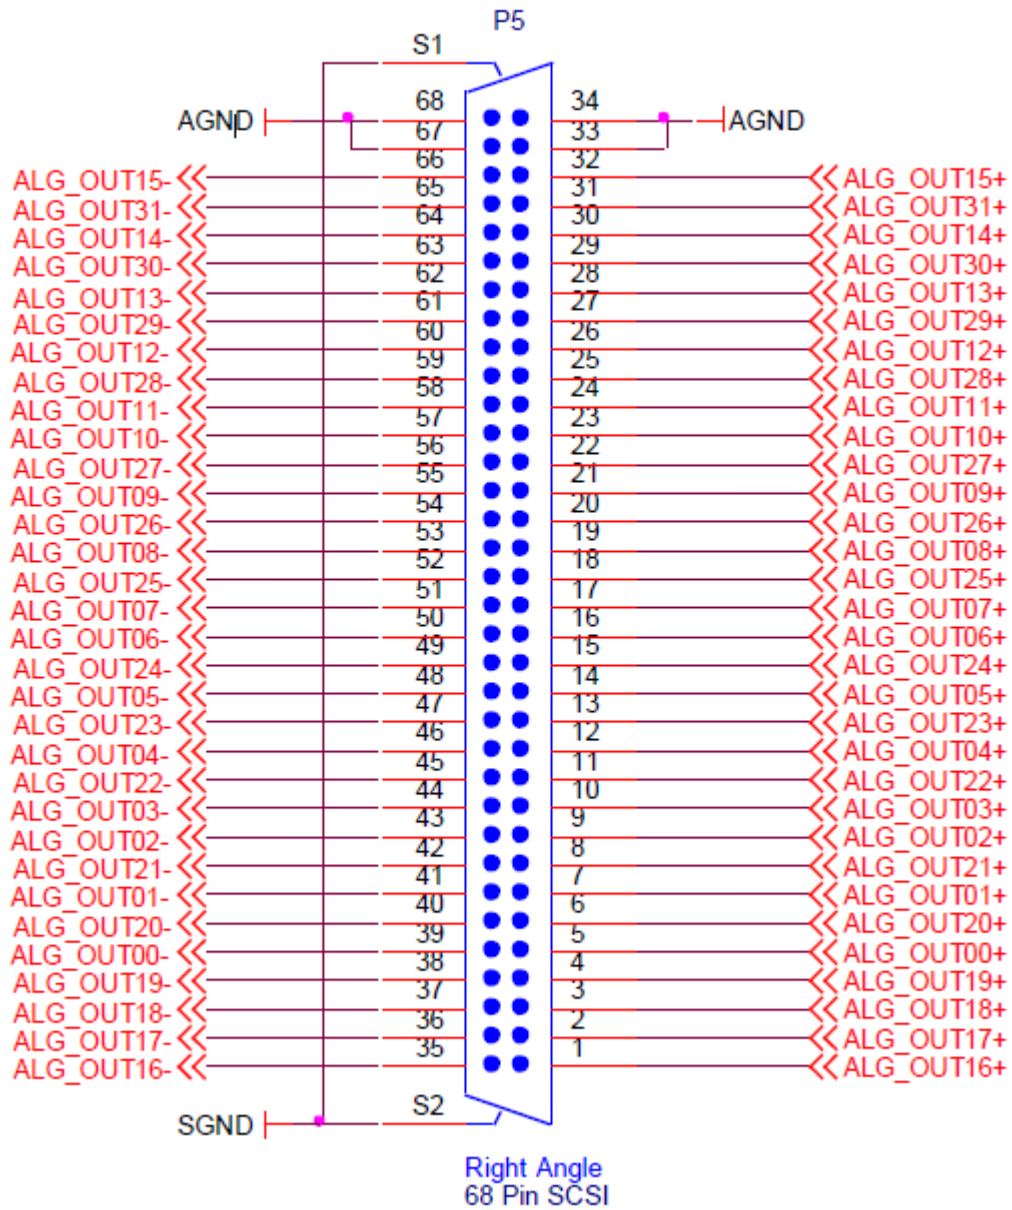 P5
S1
AGND 68 34 AGND
67 33
ALG_OUT15- 66 32 ALG_OUT15+
ALG_OUT31- 65 31 ALG_OUT31+
ALG_OUT14- 64 30 ALG_OUT14+
ALG_OUT30- 63 29 ALG_OUT30+
ALG_OUT13- 62 28 ALG_OUT13+
ALG_OUT29- 61 27 ALG_OUT29+
ALG_OUT12- 60 26 ALG_OUT12+
ALG_OUT28- 59 25 ALG_OUT28+
ALG_OUT11- 58 24 ALG_OUT11+
ALG_OUT10- 57 23 ALG_OUT10+
ALG_OUT27- 56 22 ALG_OUT27+
ALG_OUT09- 55 21 ALG_OUT09+
ALG_OUT26- 54 20 ALG_OUT26+
ALG_OUT08- 53 19 ALG_OUT08+
ALG_OUT25- 52 18 ALG_OUT25+
ALG_OUT07- 51 17 ALG_OUT07+
ALG_OUT06- 50 16 ALG_OUT06+
ALG_OUT24- 49 15 ALG_OUT24+
ALG_OUT05- 48 14 ALG_OUT05+
ALG_OUT23- 47 13 ALG_OUT23+
ALG_OUT04- 46 12 ALG_OUT04+
ALG_OUT22- 45 11 ALG_OUT22+
ALG_OUT03- 44 10 ALG_OUT03+
ALG_OUT02- 43 9 ALG_OUT02+
ALG_OUT21- 42 8 ALG_OUT21+
ALG_OUT01- 41 7 ALG_OUT01+
ALG_OUT20- 40 6 ALG_OUT20+
ALG_OUT00- 39 5 ALG_OUT00+
ALG_OUT19- 38 4 ALG_OUT19+
ALG_OUT18- 37 3 ALG_OUT18+
ALG_OUT17- 36 2 ALG_OUT17+
ALG_OUT16- 35 1 ALG_OUT16+
SGND S2
Right Angle
68 Pin SCSI